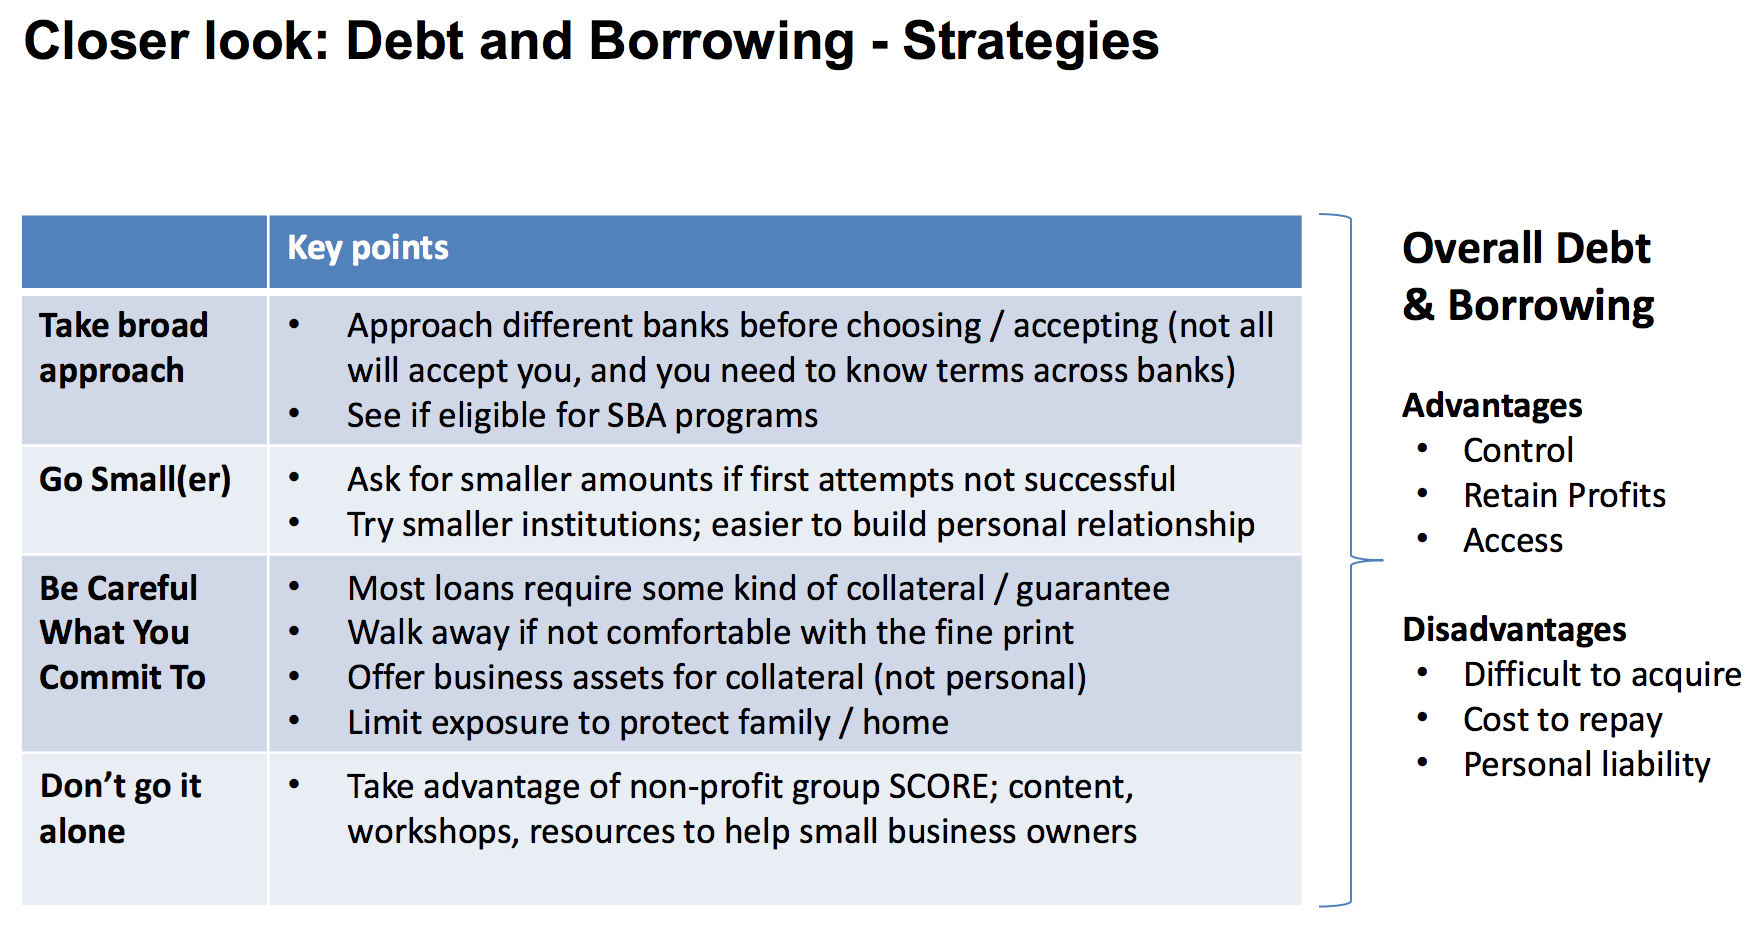 Closer look: Debt and Borrowing - Strategies
Key points
Take broad
approach
• Approach different banks before choosing / accepting (not all
will accept you, and you need to know terms across banks)
• See if eligible for SBA programs
Go Small(er)
• Ask for smaller amounts if first attempts not successful
• Try smaller institutions; easier to build personal relationship
Be Careful
What You
Commit To
• Most loans require some kind of collateral / guarantee
• Walk away if not comfortable with the fine print
• Offer business assets for collateral (not personal)
• Limit exposure to protect family / home
Don’t go it
alone
• Take advantage of non-profit group SCORE; content,
workshops, resources to help small business owners
Overall Debt
& Borrowing
Advantages
• Control
• Retain Profits
• Access
Disadvantages
• Difficult to acquire
• Cost to repay
• Personal liability